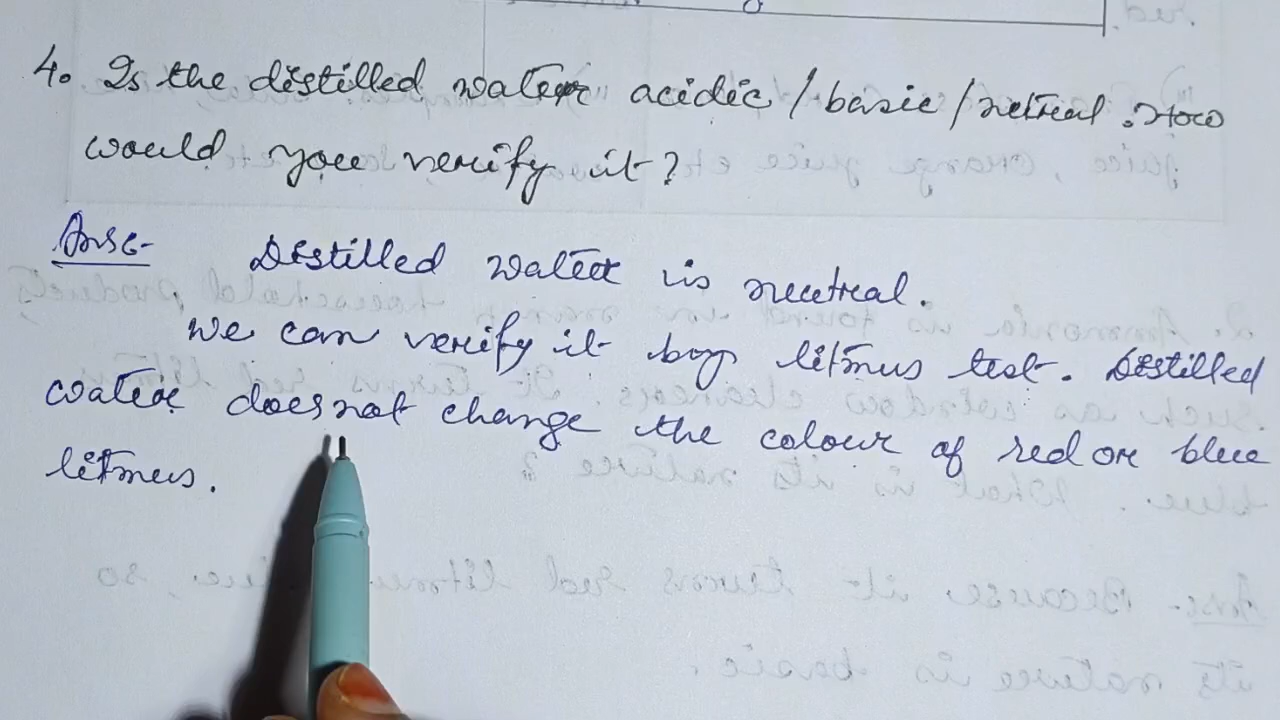 4. Is the distilled water acidic / basic / netreal. How
would you verify it?
Ans:- Distilled water is neutral.
We can verify it by litmus test. Distilled
water does not change the colour of red or blue
litmus.